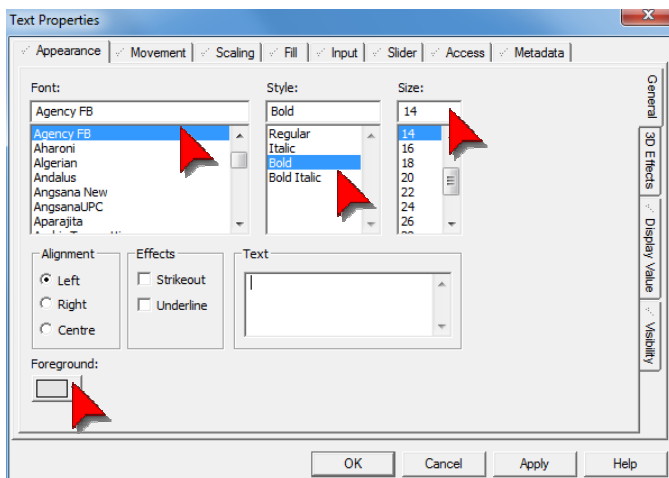 Text Properties
Appearance Movement Scaling Fill Input Slider Access Metadata
Font: Style: Size:
Agency FB Bold 14
Agency FB Regular 14
Aharoni Italic 16
Algerian Bold 18
Andalus Bold Italic 20
Angsana New 22
AngsanaUPC 24
Aparajita 26
Alignment Effects Text
Left Strikeout
Right Underline
Centre
Foreground:
General
3D Effects
Display Value
Visibility
OK Cancel Apply Help